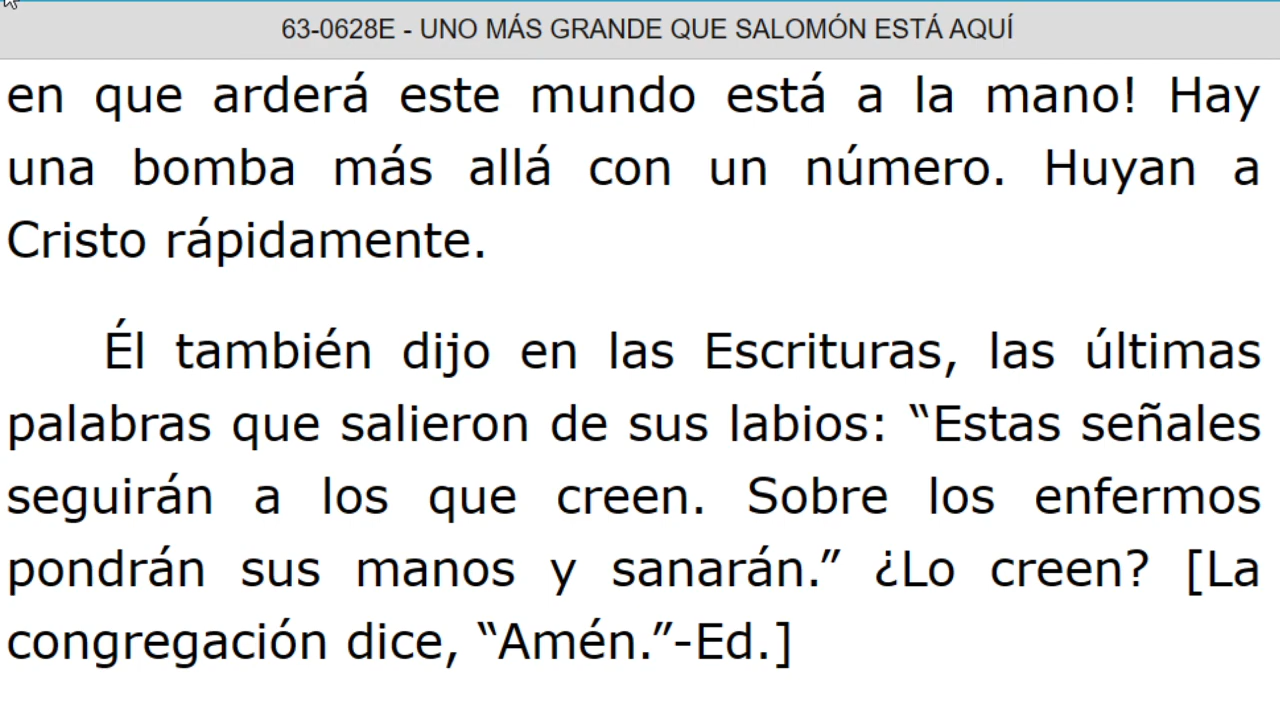 63-0628E - UNO MÁS GRANDE QUE SALOMÓN ESTÁ AQUÍ
en que arderá este mundo está a la mano! Hay
una bomba más allá con un número. Huyan a
Cristo rápidamente.
Él también dijo en las Escrituras, las últimas
palabras que salieron de sus labios: “Estas señales
seguirán a los que creen. Sobre los enfermos
pondrán sus manos y sanarán.” ¿Lo creen? [La
congregación dice, “Amén.”-Ed.]